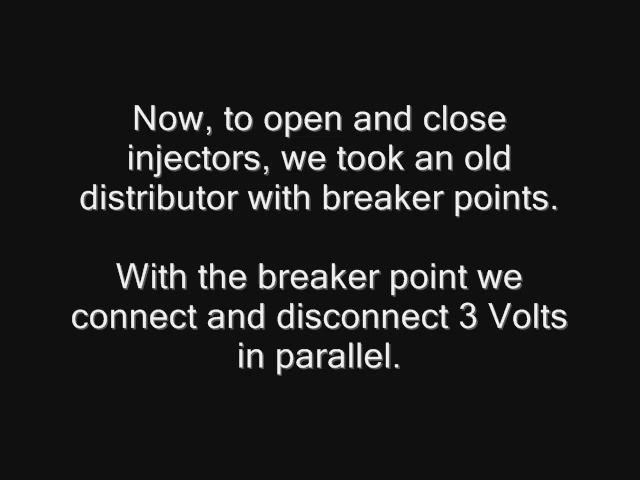 Now, to open and close
injectors, we took an old
distributor with breaker points.
With the breaker point we
connect and disconnect 3 Volts
in parallel.